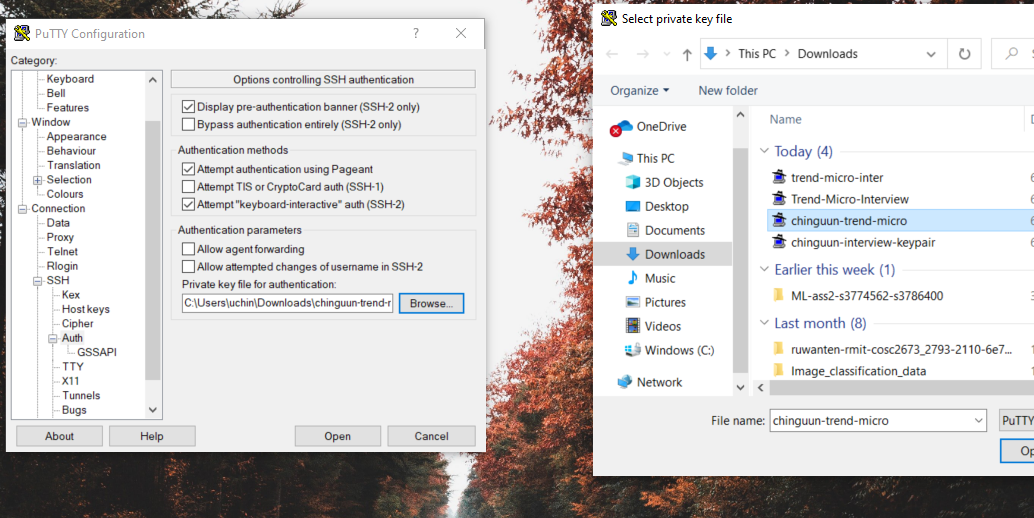 PuTTY Configuration
Category:
Keyboard
Bell
Features
Window
Appearance
Behaviour
Translation
Selection
Colours
Connection
Data
Proxy
Telnet
Rlogin
SSH
Kex
Host keys
Cipher
Auth
GSSAPI
TTY
X11
Tunnels
Bugs
Options controlling SSH authentication
Display pre-authentication banner (SSH-2 only)
Bypass authentication entirely (SSH-2 only)
Authentication methods
Attempt authentication using Pageant
Attempt TIS or CryptoCard auth (SSH-1)
Attempt "keyboard-interactive" auth (SSH-2)
Authentication parameters
Allow agent forwarding
Allow attempted changes of username in SSH-2
Private key file for authentication:
C:\Users\uchin\Downloads\chinguun-trend-r
Browse...
About
Help
Open
Cancel
Select private key file
This PC
Downloads
Organize
New folder
OneDrive
This PC
3D Objects
Desktop
Documents
Downloads
Music
Pictures
Videos
Windows (C:)
Network
Name
Today (4)
trend-micro-inter
Trend-Micro-Interview
chinguun-trend-micro
chinguun-interview-keypair
Earlier this week (1)
ML-ass2-s3774562-s3786400
Last month (8)
ruwanten-rmit-cosc2673_2793-2110-6e7...
Image_classification_data
File name:
chinguun-trend-micro
PuTTY
Op